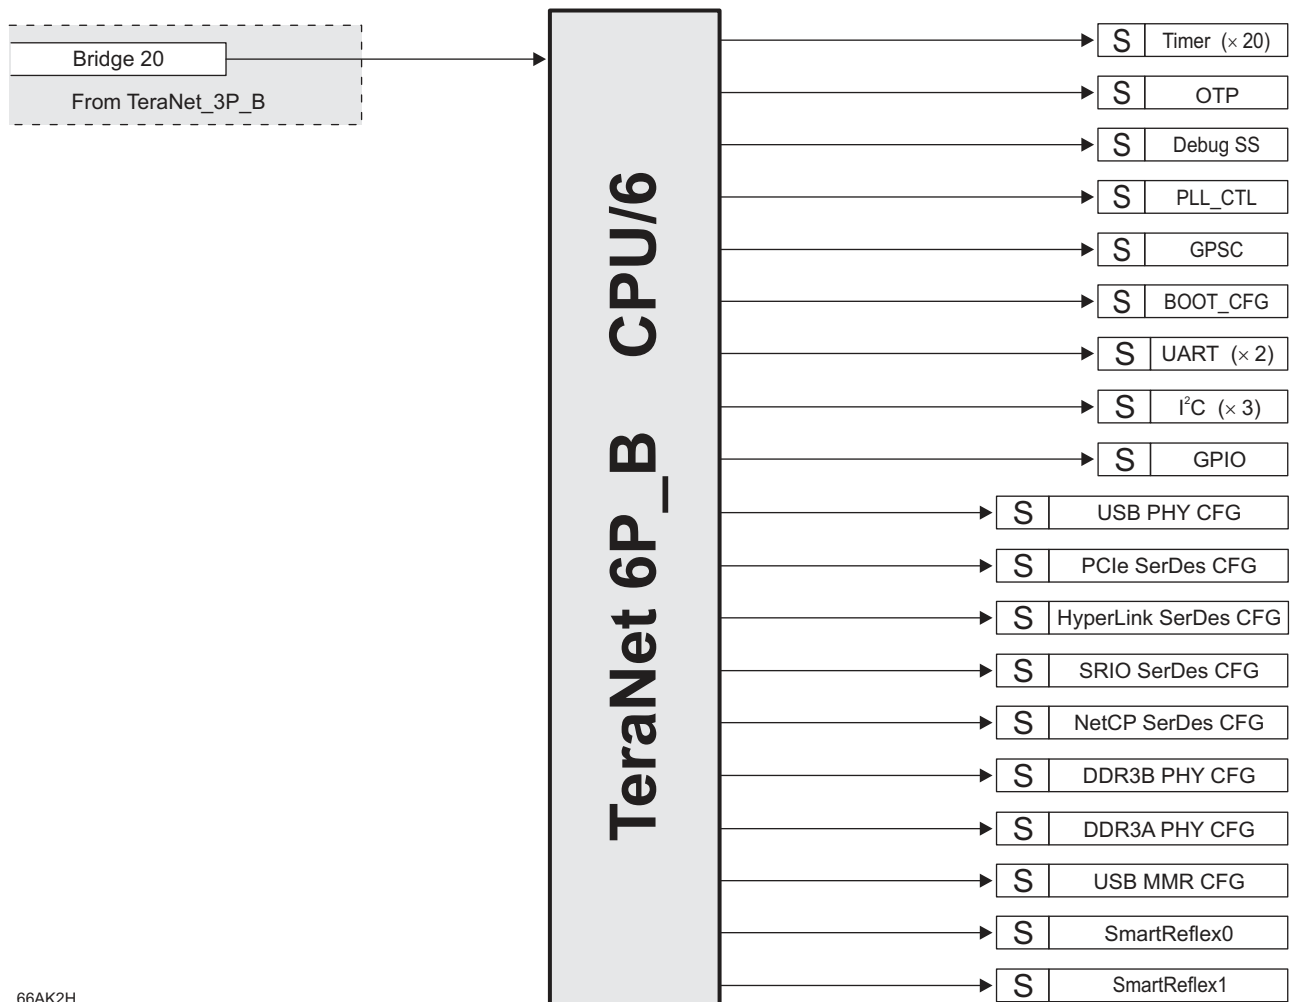 Bridge 20
From TeraNet_3P_B
TeraNet 6P_B CPU/6
S Timer (× 20)
S OTP
S Debug SS
S PLL_CTL
S GPSC
S BOOT_CFG
S UART (× 2)
S I²C (× 3)
S GPIO
S USB PHY CFG
S PCIe SerDes CFG
S HyperLink SerDes CFG
S SRIO SerDes CFG
S NetCP SerDes CFG
S DDR3B PHY CFG
S DDR3A PHY CFG
S USB MMR CFG
S SmartReflex0
S SmartReflex1
66AK2H